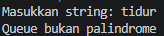 Masukkan string: tidur
Queue bukan palindrome